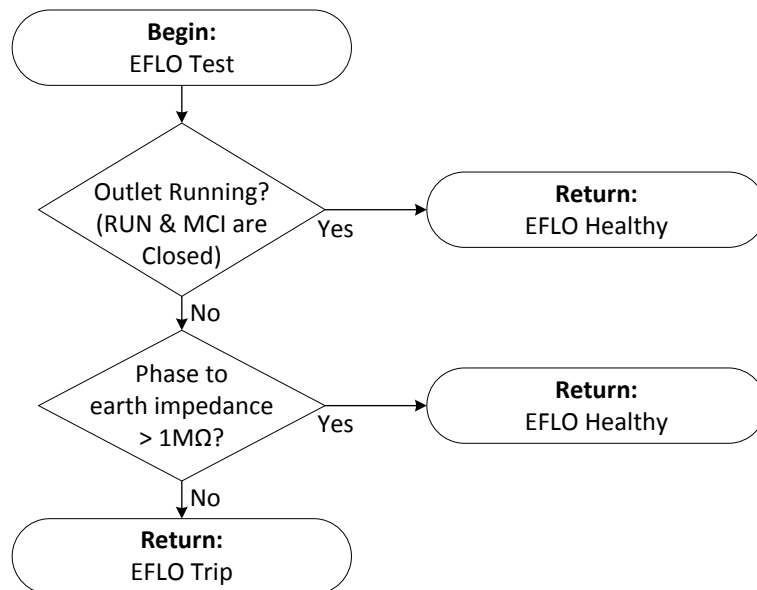 Begin:
EFLO Test
Outlet Running?
(RUN & MCI are
Closed)
Yes
Return:
EFLO Healthy
No
Phase to
earth impedance
> 1MΩ?
Yes
Return:
EFLO Healthy
No
Return:
EFLO Trip